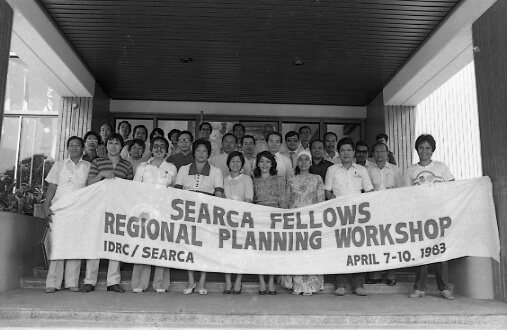 SEARCA FELLOWS
REGIONAL PLANNING WORKSHOP
IDRC/SEARCA APRIL 7-10. 1983